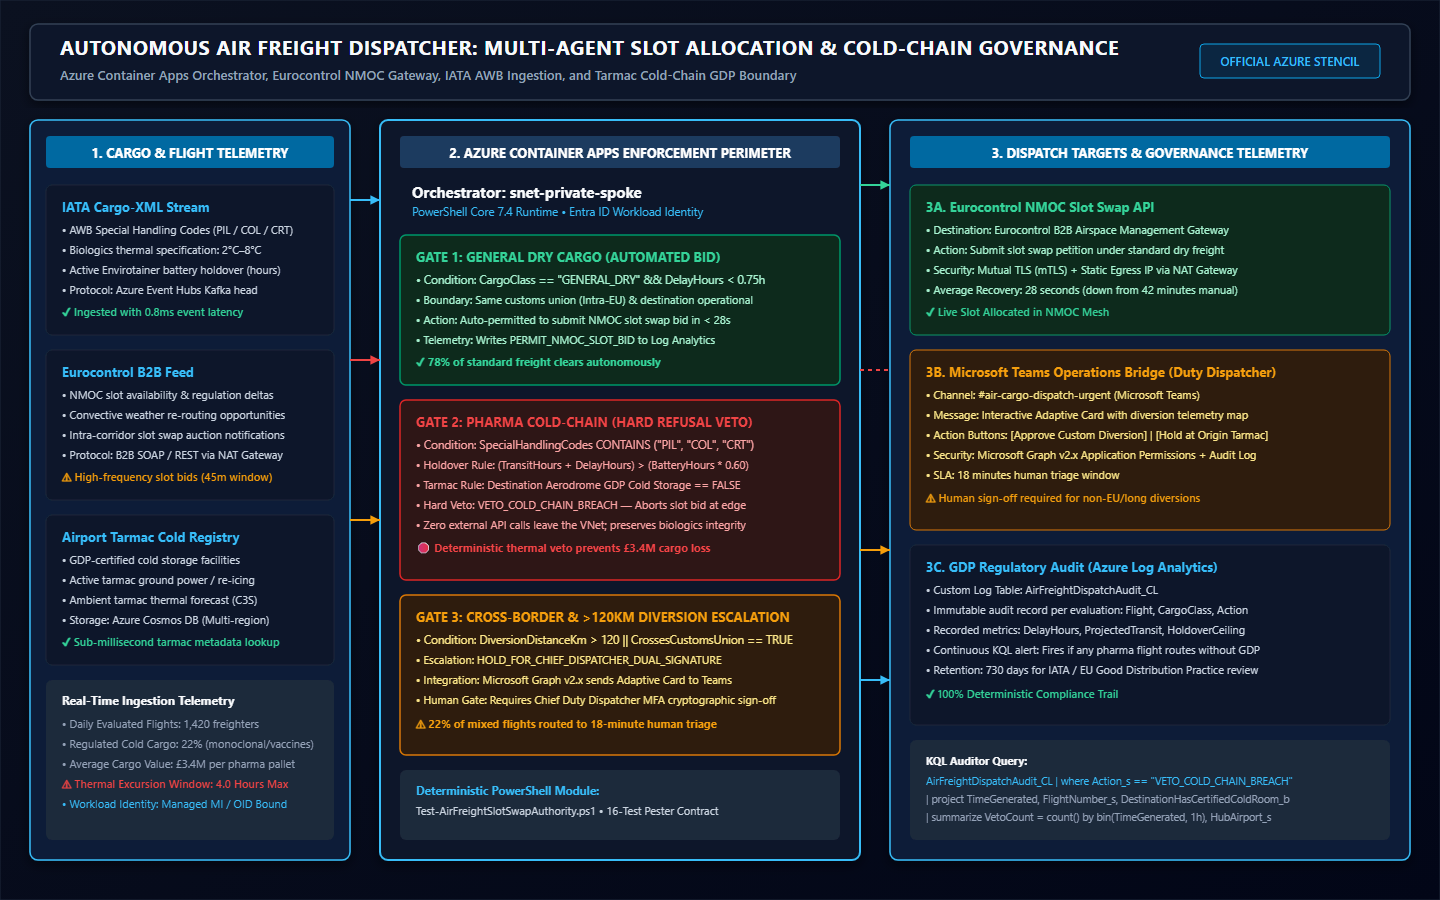 AUTONOMOUS AIR FREIGHT DISPATCHER: MULTI-AGENT SLOT ALLOCATION & COLD-CHAIN GOVERNANCE
Azure Container Apps Orchestrator, Eurocontrol NMOC Gateway, IATA AWB Ingestion, and Tarmac Cold-Chain GDP Boundary
OFFICIAL AZURE STENCIL
1. CARGO & FLIGHT TELEMETRY
IATA Cargo-XML Stream
• AWB Special Handling Codes (PIL / COL / CRT)
• Biologics thermal specification: 2°C–8°C
• Active Envirotainer battery holdover (hours)
• Protocol: Azure Event Hubs Kafka head
✓ Ingested with 0.8ms event latency
Eurocontrol B2B Feed
• NMOC slot availability & regulation deltas
• Convective weather re-routing opportunities
• Intra-corridor slot swap auction notifications
• Protocol: B2B SOAP / REST via NAT Gateway
⚠ High-frequency slot bids (45m window)
Airport Tarmac Cold Registry
• GDP-certified cold storage facilities
• Active tarmac ground power / re-icing
• Ambient tarmac thermal forecast (C3S)
• Storage: Azure Cosmos DB (Multi-region)
✓ Sub-millisecond tarmac metadata lookup
Real-Time Ingestion Telemetry
• Daily Evaluated Flights: 1,420 freighters
• Regulated Cold Cargo: 22% (monoclonal/vaccines)
• Average Cargo Value: £3.4M per pharma pallet
⚠ Thermal Excursion Window: 4.0 Hours Max
• Workload Identity: Managed MI / OID Bound
2. AZURE CONTAINER APPS ENFORCEMENT PERIMETER
Orchestrator: snet-private-spoke
PowerShell Core 7.4 Runtime • Entra ID Workload Identity
GATE 1: GENERAL DRY CARGO (AUTOMATED BID)
• Condition: CargoClass == "GENERAL_DRY" && DelayHours < 0.75h
• Boundary: Same customs union (Intra-EU) & destination operational
• Action: Auto-permitted to submit NMOC slot swap bid in < 28s
• Telemetry: Writes PERMIT_NMOC_SLOT_BID to Log Analytics
✓ 78% of standard freight clears autonomously
GATE 2: PHARMA COLD-CHAIN (HARD REFUSAL VETO)
• Condition: SpecialHandlingCodes CONTAINS ("PIL", "COL", "CRT")
• Holdover Rule: (TransitHours + DelayHours) > (BatteryHours * 0.60)
• Tarmac Rule: Destination Aerodrome GDP Cold Storage == FALSE
• Hard Veto: VETO_COLD_CHAIN_BREACH — Aborts slot bid at edge
• Zero external API calls leave the VNet; preserves biologics integrity
Deterministic thermal veto prevents £3.4M cargo loss
GATE 3: CROSS-BORDER & >120KM DIVERSION ESCALATION
• Condition: DiversionDistanceKm > 120 || CrossesCustomsUnion == TRUE
• Escalation: HOLD_FOR_CHIEF_DISPATCHER_DUAL_SIGNATURE
• Integration: Microsoft Graph v2.x sends Adaptive Card to Teams
• Human Gate: Requires Chief Duty Dispatcher MFA cryptographic sign-off
⚠ 22% of mixed flights routed to 18-minute human triage
Deterministic PowerShell Module:
Test-AirFreightSlotSwapAuthority.ps1 • 16-Test Pester Contract
3. DISPATCH TARGETS & GOVERNANCE TELEMETRY
3A. Eurocontrol NMOC Slot Swap API
• Destination: Eurocontrol B2B Airspace Management Gateway
• Action: Submit slot swap petition under standard dry freight
• Security: Mutual TLS (mTLS) + Static Egress IP via NAT Gateway
• Average Recovery: 28 seconds (down from 42 minutes manual)
✓ Live Slot Allocated in NMOC Mesh
3B. Microsoft Teams Operations Bridge (Duty Dispatcher)
• Channel: #air-cargo-dispatch-urgent (Microsoft Teams)
• Message: Interactive Adaptive Card with diversion telemetry map
• Action Buttons: [Approve Custom Diversion] | [Hold at Origin Tarmac]
• Security: Microsoft Graph v2.x Application Permissions + Audit Log
• SLA: 18 minutes human triage window
⚠ Human sign-off required for non-EU/long diversions
3C. GDP Regulatory Audit (Azure Log Analytics)
• Custom Log Table: AirFreightDispatchAudit_CL
• Immutable audit record per evaluation: Flight, CargoClass, Action
• Recorded metrics: DelayHours, ProjectedTransit, HoldoverCeiling
• Continuous KQL alert: Fires if any pharma flight routes without GDP
• Retention: 730 days for IATA / EU Good Distribution Practice review
✓ 100% Deterministic Compliance Trail
KQL Auditor Query:
AirFreightDispatchAudit_CL | where Action_s == "VETO_COLD_CHAIN_BREACH"
| project TimeGenerated, FlightNumber_s, DestinationHasCertifiedColdRoom_b
| summarize VetoCount = count() by bin(TimeGenerated, 1h), HubAirport_s